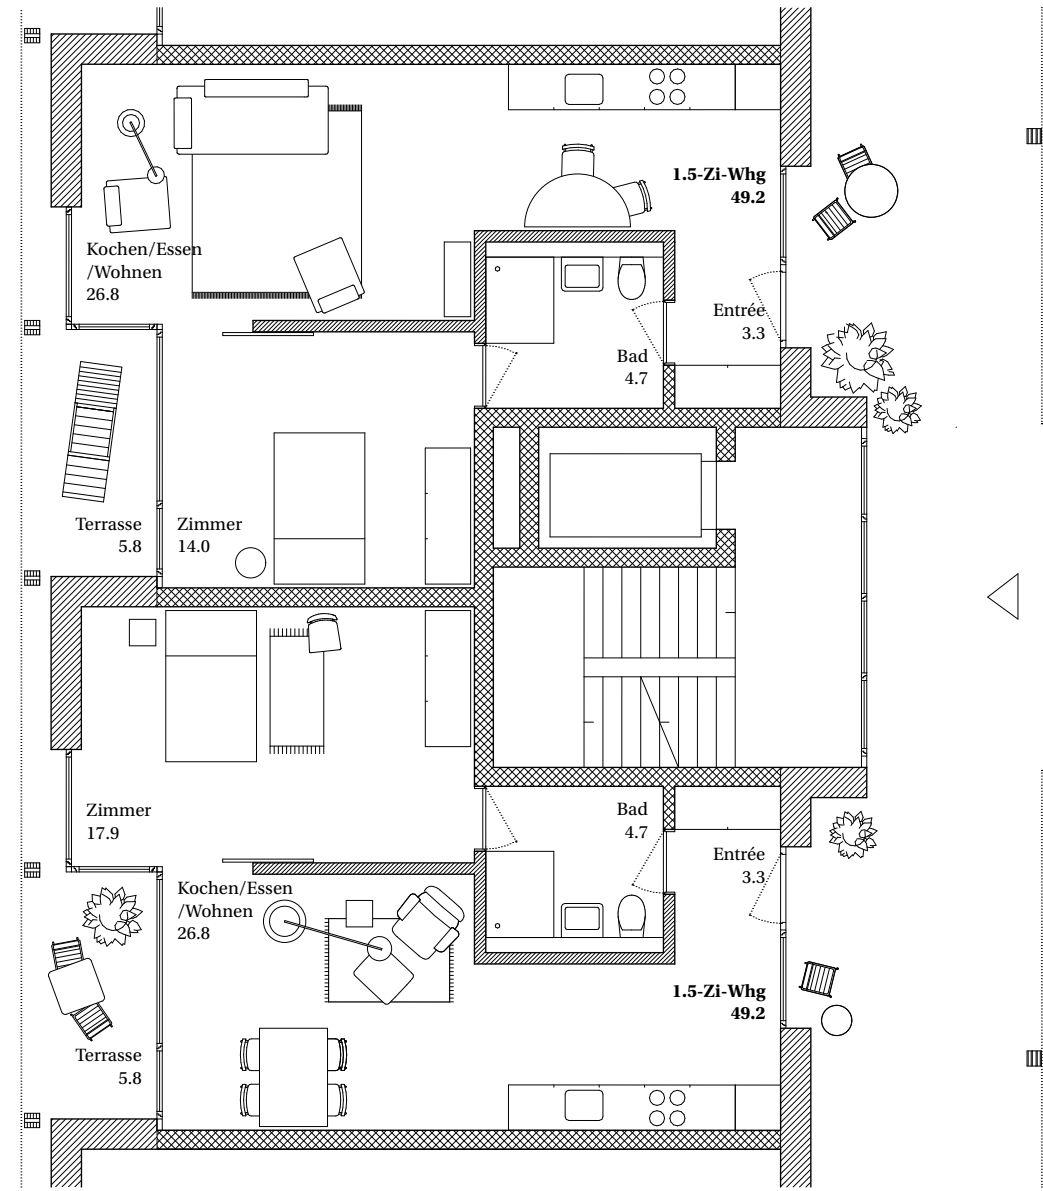 1.5-Zi-Whg
49.2
Kochen/Essen
/Wohnen
26.8
Entrée
3.3
Bad
4.7
Terrasse
5.8
Zimmer
14.0
Zimmer
17.9
Bad
4.7
Entrée
3.3
Kochen/Essen
/Wohnen
26.8
1.5-Zi-Whg
49.2
Terrasse
5.8